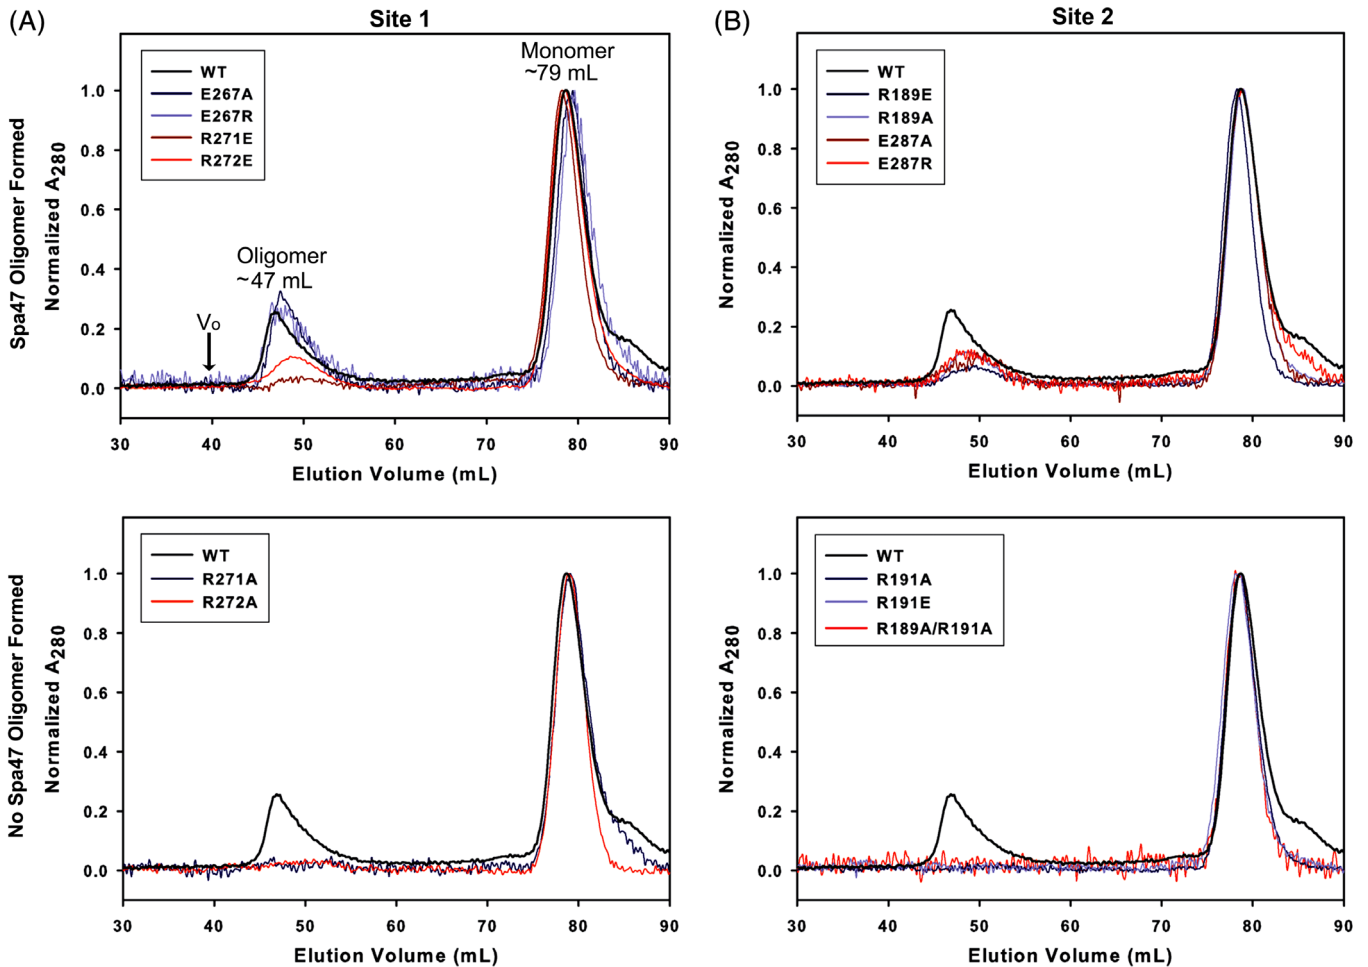 (A)
Site 1
Spa47 Oligomer Formed
Normalized A280
WT
E267A
E267R
R271E
R272E
Monomer
~79 mL
Oligomer
~47 mL
Vo
1.0
0.8
0.6
0.4
0.2
0.0
30 40 50 60 70 80 90
Elution Volume (mL)
(B)
Site 2
Normalized A280
WT
R189E
R189A
E287A
E287R
1.0
0.8
0.6
0.4
0.2
0.0
30 40 50 60 70 80 90
Elution Volume (mL)
No Spa47 Oligomer Formed
Normalized A280
WT
R271A
R272A
1.0
0.8
0.6
0.4
0.2
0.0
30 40 50 60 70 80 90
Elution Volume (mL)
Normalized A280
WT
R191A
R191E
R189A/R191A
1.0
0.8
0.6
0.4
0.2
0.0
30 40 50 60 70 80 90
Elution Volume (mL)